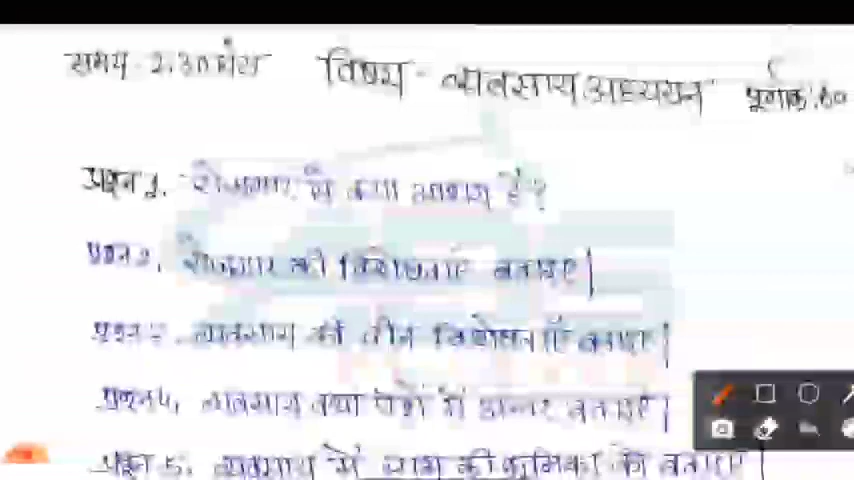 समय - 2.30 घंटा विषय - व्यवसाय अध्ययन पूर्णांक : 80
प्रश्न 1. रोजगार से क्या आशय है ?
प्रश्न 2. रोजगार की विशेषताएँ बताइए |
प्रश्न 3. व्यवसाय की तीन विशेषताएँ बताइए |
प्रश्न 4. व्यवसाय तथा पेशे में अन्तर बताइए |
प्रश्न 5. व्यवसाय में लाभ की भूमिका को बताइए |